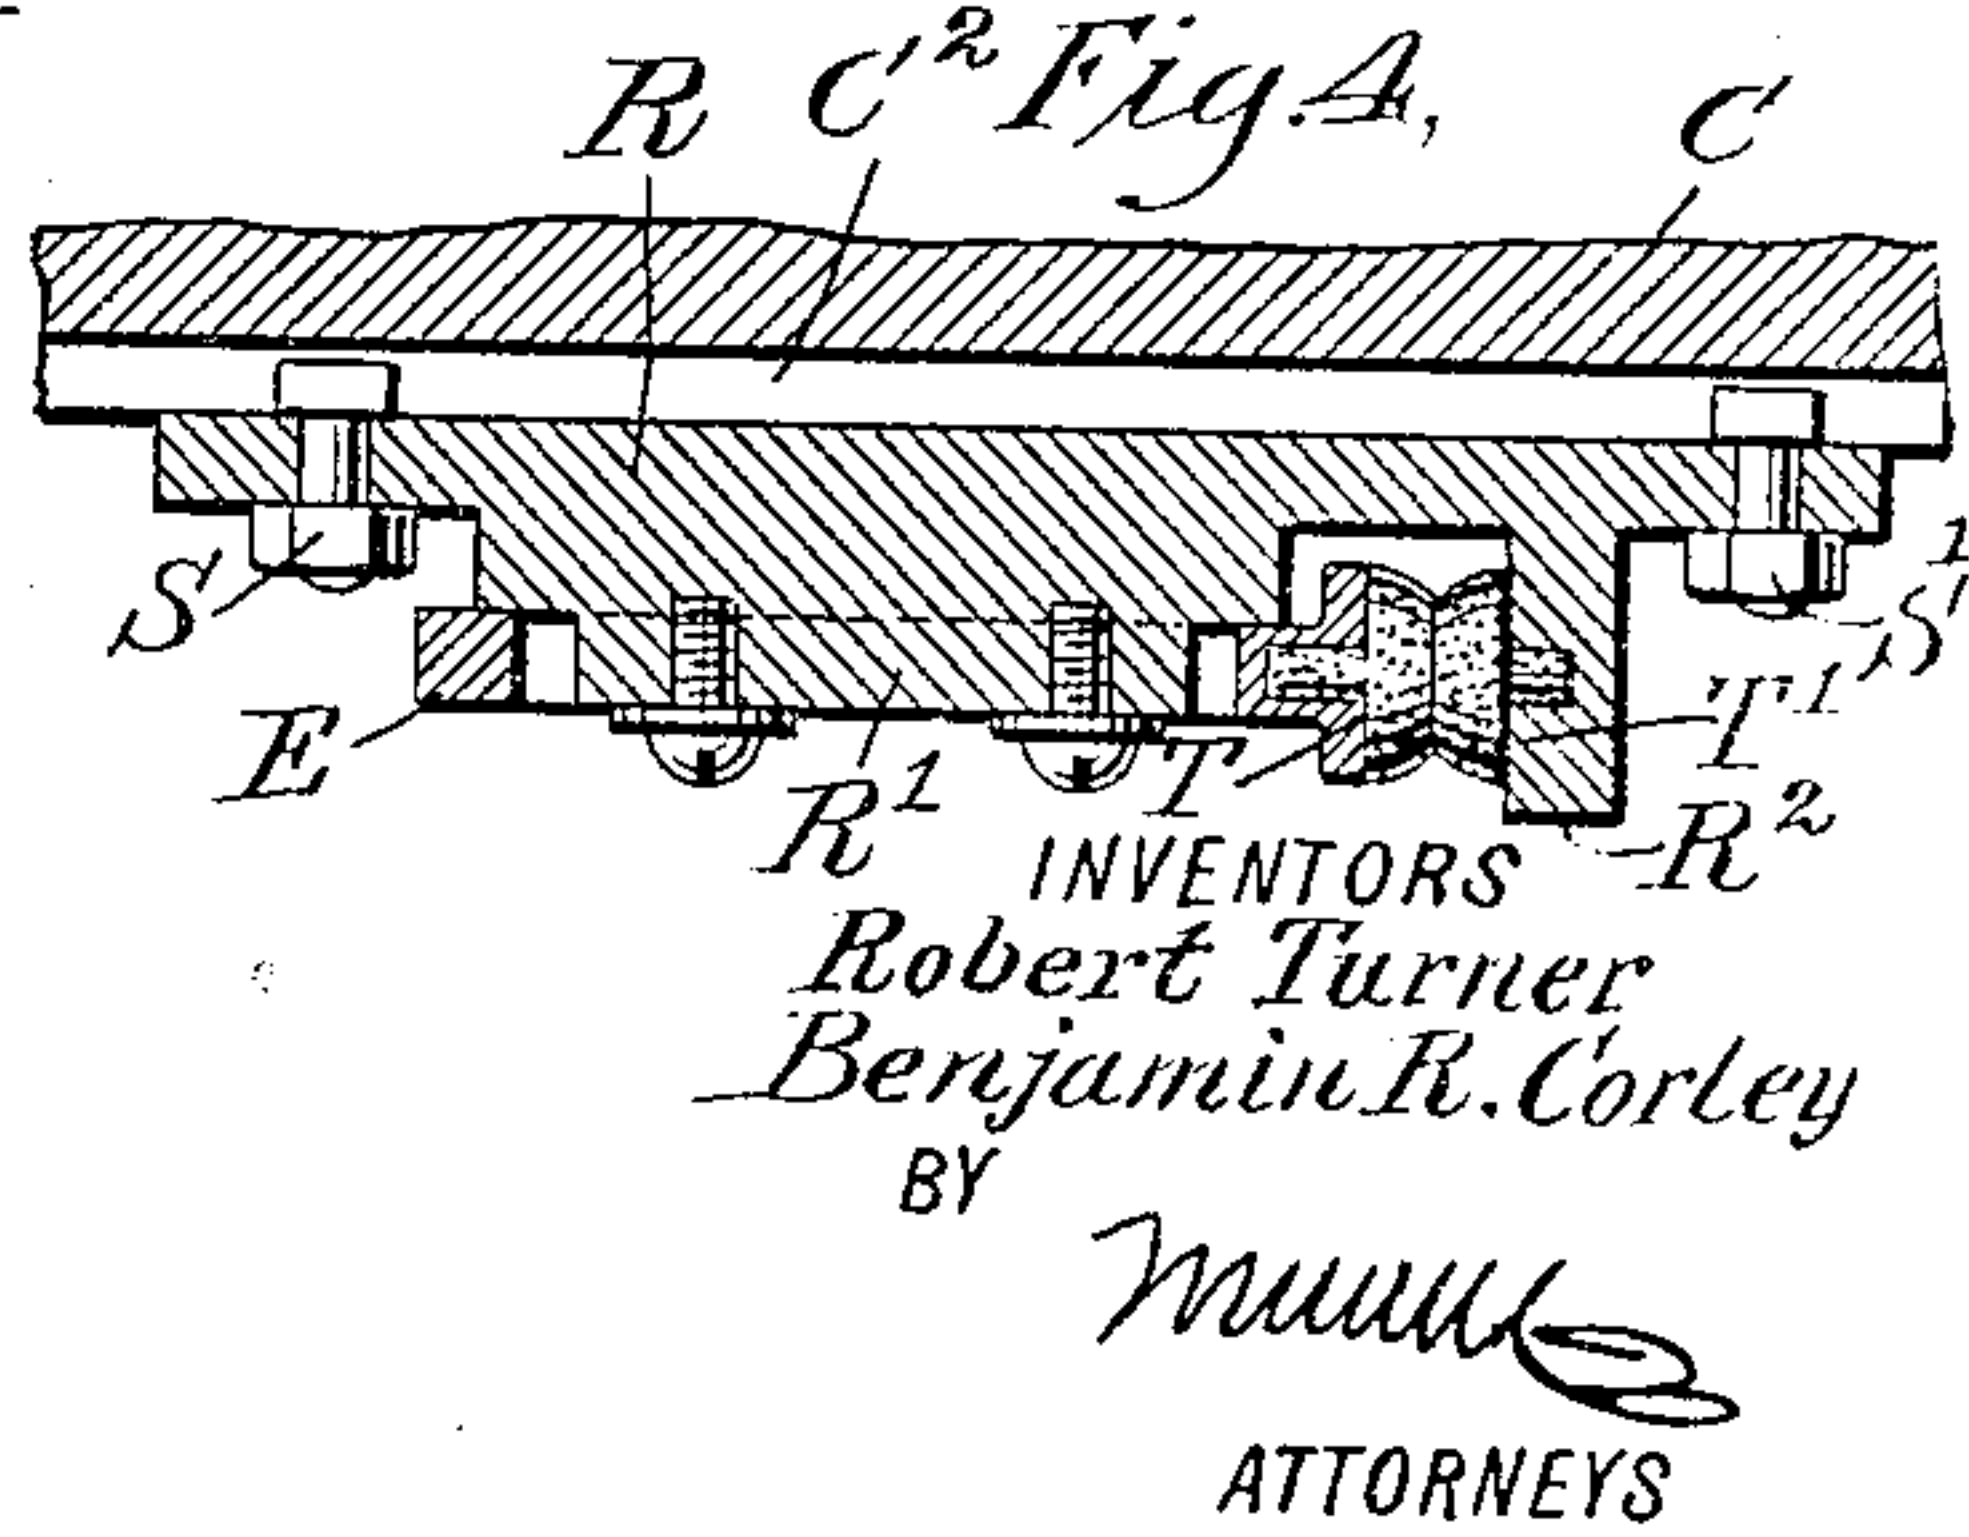 R C² Fig. 4, C
S S¹
E R¹ T T¹
R²
INVENTORS
Robert Turner
Benjamin R. Corley
BY
ATTORNEYS